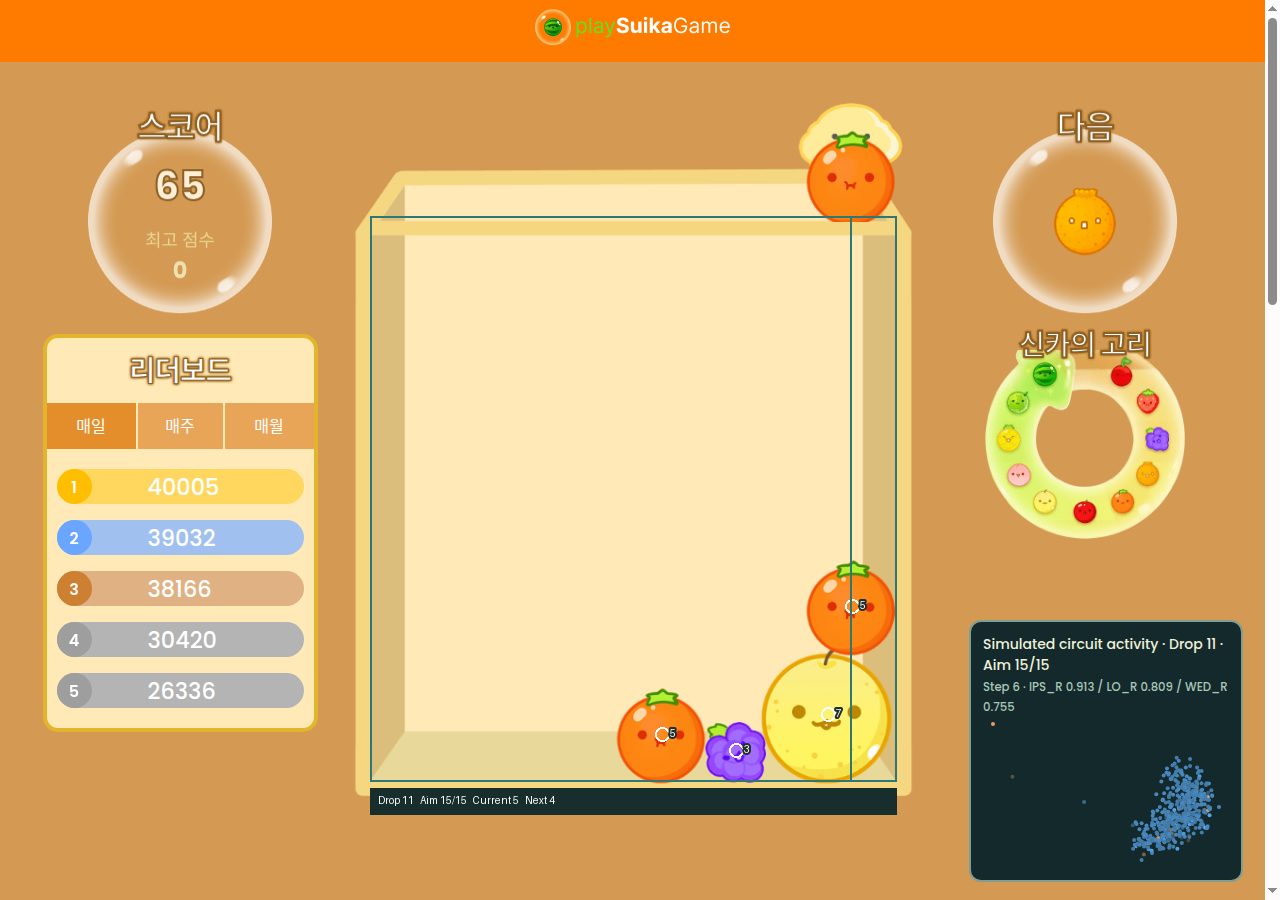 playSuikaGame
스코어
65
최고 점수
0
다음
리더보드
매일
매주
매월
1 40005
2 39032
3 38166
4 30420
5 26336
신카의 고리
5
7
5
3
Drop 11 Aim 15/15 Current 5 Next 4
Simulated circuit activity · Drop 11 ·
Aim 15/15
Step 6 · IPS_R 0.913 / LO_R 0.809 / WED_R
0.755